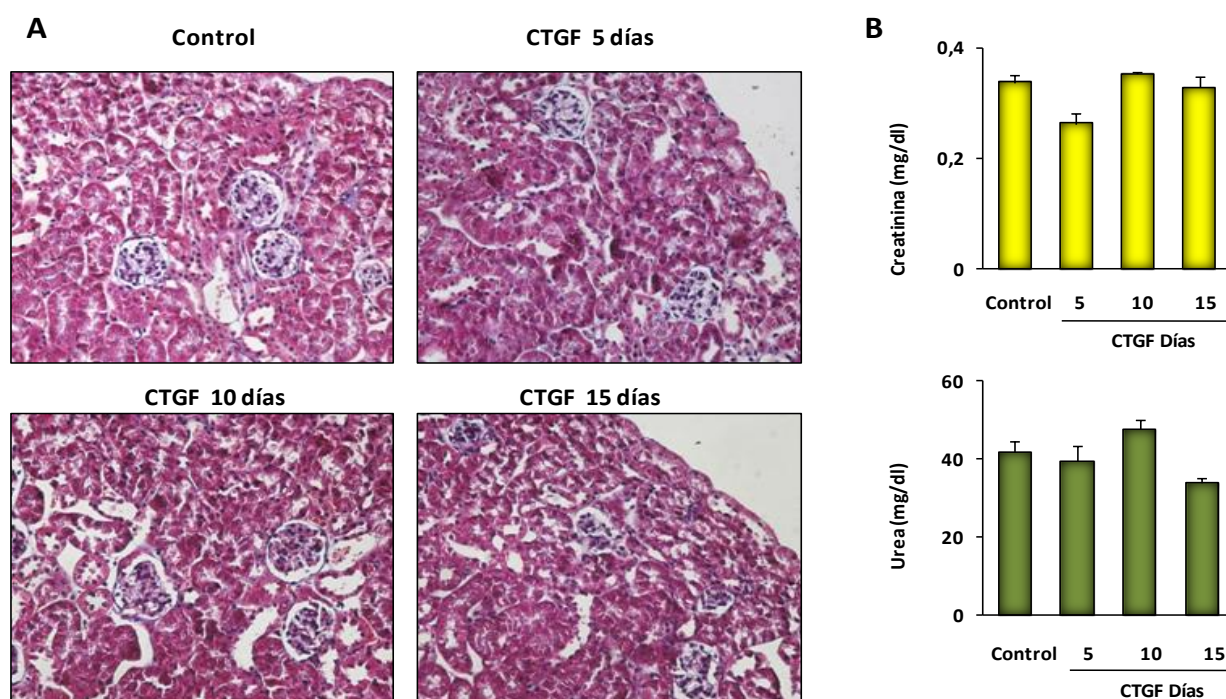 A
Control
CTGF 5 días
CTGF 10 días
CTGF 15 días
B
Creatinina (mg/dl)
0,4
0,2
0
Control 5 10 15
CTGF Días
Urea (mg/dl)
60
40
20
0
Control 5 10 15
CTGF Días